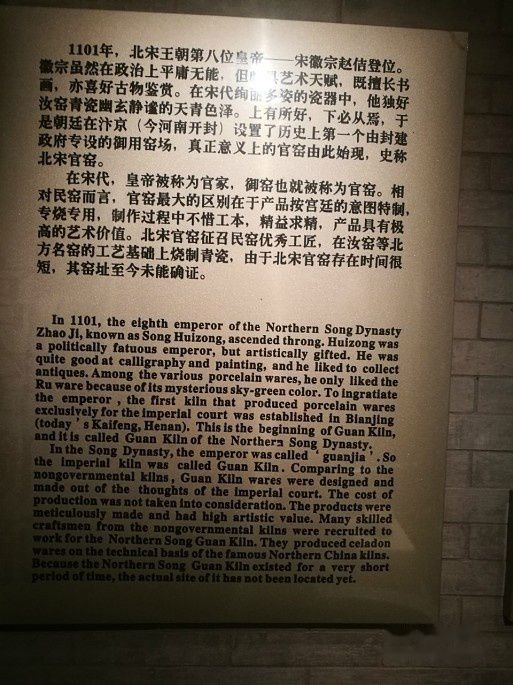 1101年，北宋王朝第八位皇帝——宋徽宗赵佶登位。
徽宗虽然在政治上平庸无能，但 具艺术天赋，既擅长书
画，亦喜好古物鉴赏。在宋代绚丽多姿的瓷器中，他独好
汝窑青瓷幽玄静谧的天青色泽。上有所好，下必从焉，于
是朝廷在汴京（今河南开封）设置了历史上第一个由封建
政府专设的御用窑场，真正意义上的官窑由此始现，史称
北宋官窑。
在宋代，皇帝被称为官家，御窑也就被称为官窑。相
对民窑而言，官窑最大的区别在于产品按宫廷的意图特制，
专烧专用，制作过程中不惜工本，精益求精，产品具有极
高的艺术价值。北宋官窑征召民窑优秀工匠，在汝窑等北
方名窑的工艺基础上烧制青瓷，由于北宋官窑存在时间很
短，其窑址至今未能确证。
In 1101, the eighth emperor of the Northern Song Dynasty
Zhao Ji, known as Song Huizong, ascended throng. Huizong was
a politically fatuous emperor, but artistically gifted. He was
quite good at calligraphy and painting, and he liked to collect
antiques. Among the various porcelain wares, he only liked the
Ru ware because of its mysterious sky-green color. To ingratiate
the emperor , the first kiln that produced porcelain wares
exclusively for the imperial court was established in Bianjing
(today ' s Kaifeng, Henan). This is the beginning of Guan Kiln,
and it is called Guan Kiln of the Northern Song Dynasty.
In the Song Dynasty, the emperor was called ' guanjia ' . So
the imperial kiln was called Guan Kiln . Comparing to the
nongovernmental kilns , Guan Kiln wares were designed and
made out of the thoughts of the imperial court. The cost of
production was not taken into consideration. The products were
meticulously made and had high artistic value. Many skilled
craftsmen from the nongovernmental kilns were recruited to
work for the Northern Song Guan Kiln. They produced celadon
wares on the technical basis of the famous Northern China kilns.
Because the Northern Song Guan Kiln existed for a very short
period of time, the actual site of it has not been located yet.